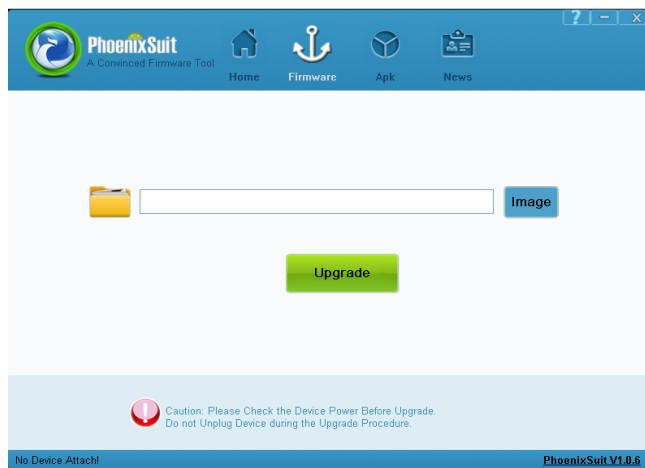 ? - x
PhoenixSuit
A Convinced Firmware Tool
Home Firmware Apk News
Image
Upgrade
Caution: Please Check the Device Power Before Upgrade.
Do not Unplug Device during the Upgrade Procedure.
No Device Attach! PhoenixSuit V1.0.6